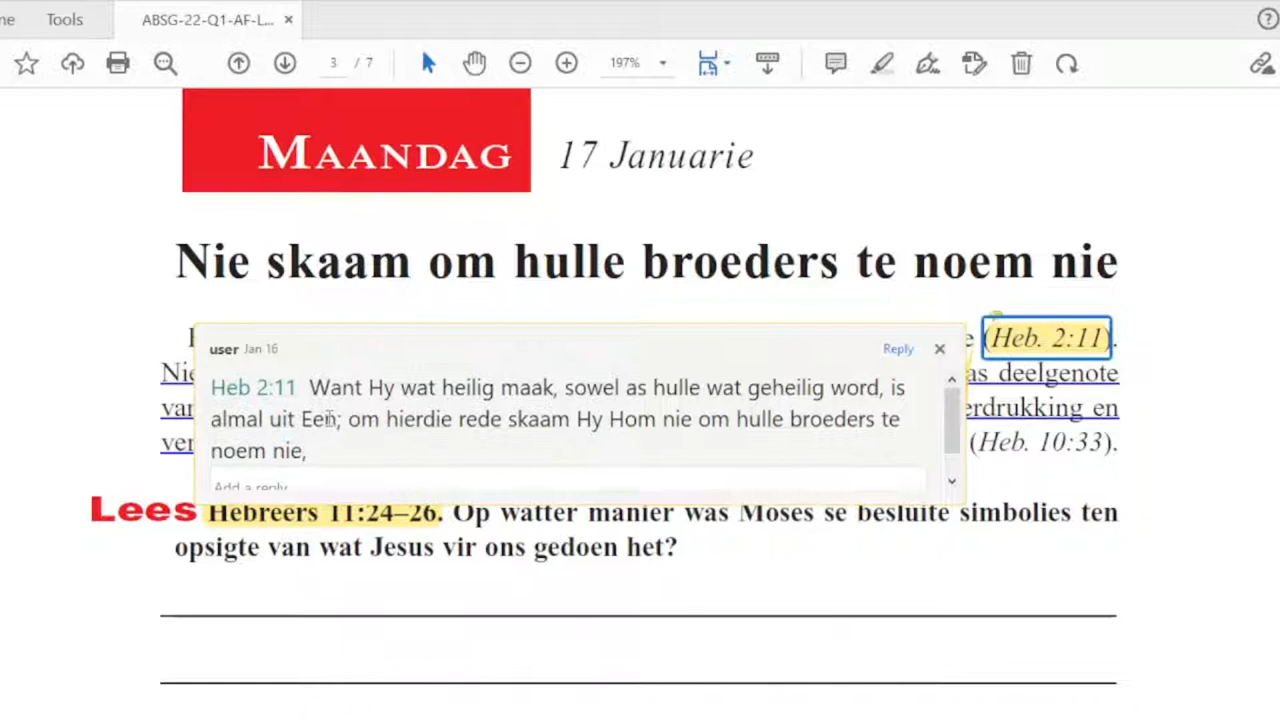 Tools
ABSG-22-Q1-AF-L...
3 / 7
197%
MAANDAG 17 Januarie
Nie skaam om hulle broeders te noem nie
(Heb. 2:11).
as deelgenote
(Heb. 10:33).
user Jan 16
Reply
Heb 2:11 Want Hy wat heilig maak, sowel as hulle wat geheilig word, is
almal uit Een; om hierdie rede skaam Hy Hom nie om hulle broeders te
noem nie,
Add a reply
Lees Hebreërs 11:24–26. Op watter manier was Moses se besluite simbolies ten
opsigte van wat Jesus vir ons gedoen het?